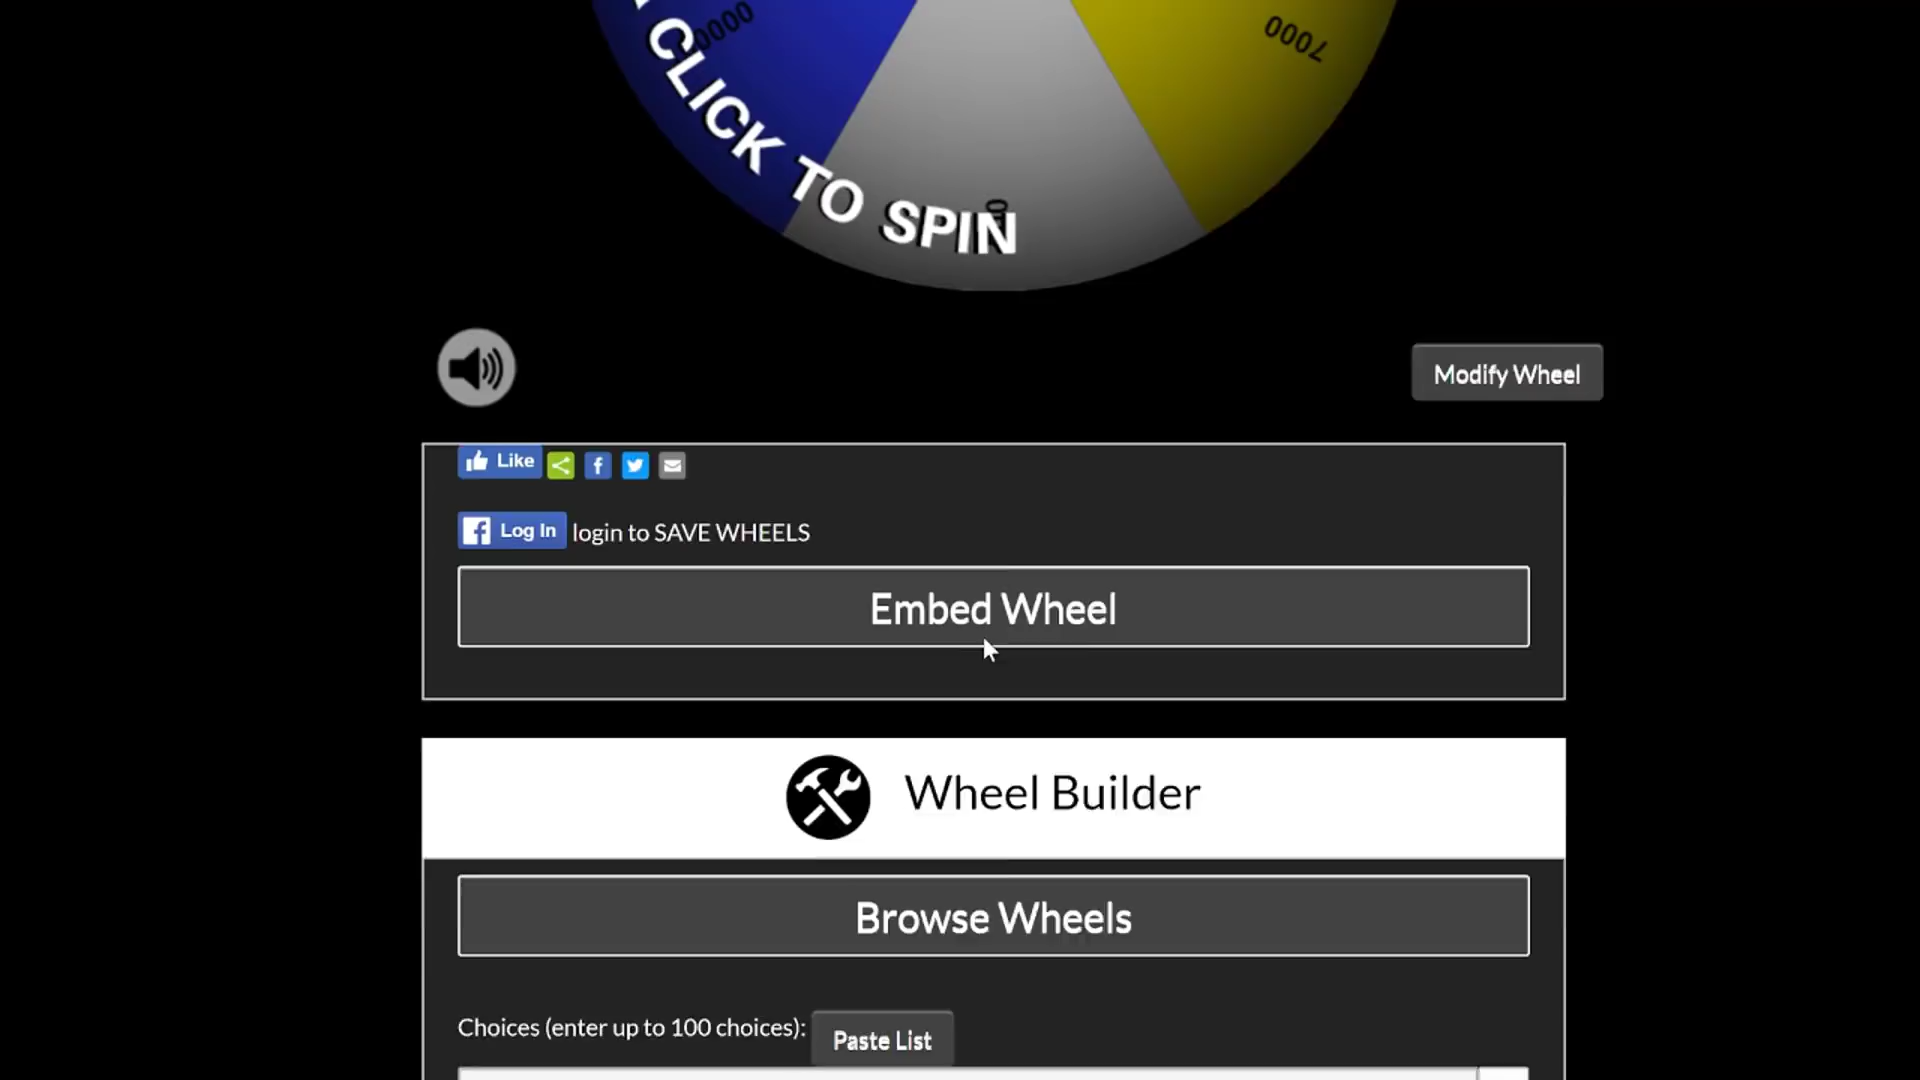 7000
CLICK TO SPIN
Modify Wheel
Like
Log In login to SAVE WHEELS
Embed Wheel
Wheel Builder
Browse Wheels
Choices (enter up to 100 choices): Paste List